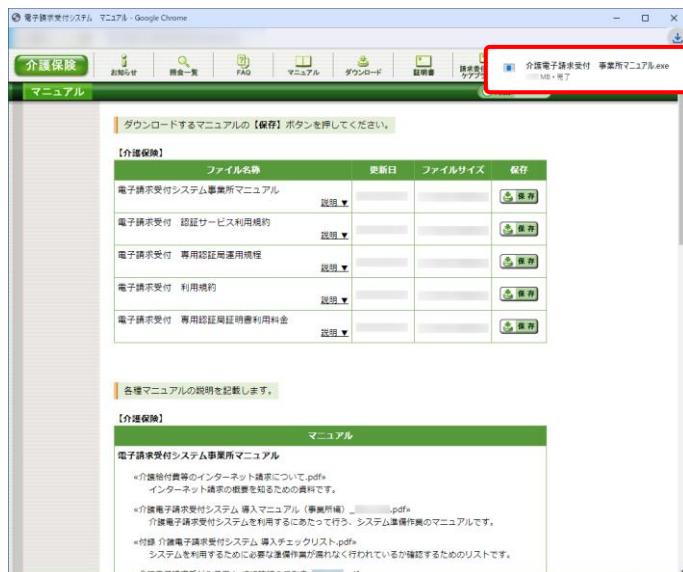 電子請求受付システム マニュアル - Google Chrome
介護保険
お知らせ 照会一覧 FAQ マニュアル ダウンロード 証明書
介護電子請求受付 事業所マニュアル.exe
MB・完了
マニュアル
ダウンロードするマニュアルの【保存】ボタンを押してください。
【介護保険】
ファイル名称 更新日 ファイルサイズ 保存
電子請求受付システム事業所マニュアル
説明 ▼ 保存
電子請求受付 認証サービス利用規約
説明 ▼ 保存
電子請求受付 専用認証局運用規程
説明 ▼ 保存
電子請求受付 利用規約
説明 ▼ 保存
電子請求受付 専用認証局証明書利用料金
説明 ▼ 保存
各種マニュアルの説明を記載します。
【介護保険】
マニュアル
電子請求受付システム事業所マニュアル
«介護給付費等のインターネット請求について.pdf»
インターネット請求の概要を知るための資料です。
«介護電子請求受付システム 導入マニュアル（事業所編）_ .pdf»
介護電子請求受付システムを利用するにあたって行う、システム準備作業のマニュアルです。
«付録 介護電子請求受付システム 導入チェックリスト.pdf»
システムを利用するために必要な準備作業が漏れなく行われているか確認するためのリストです。